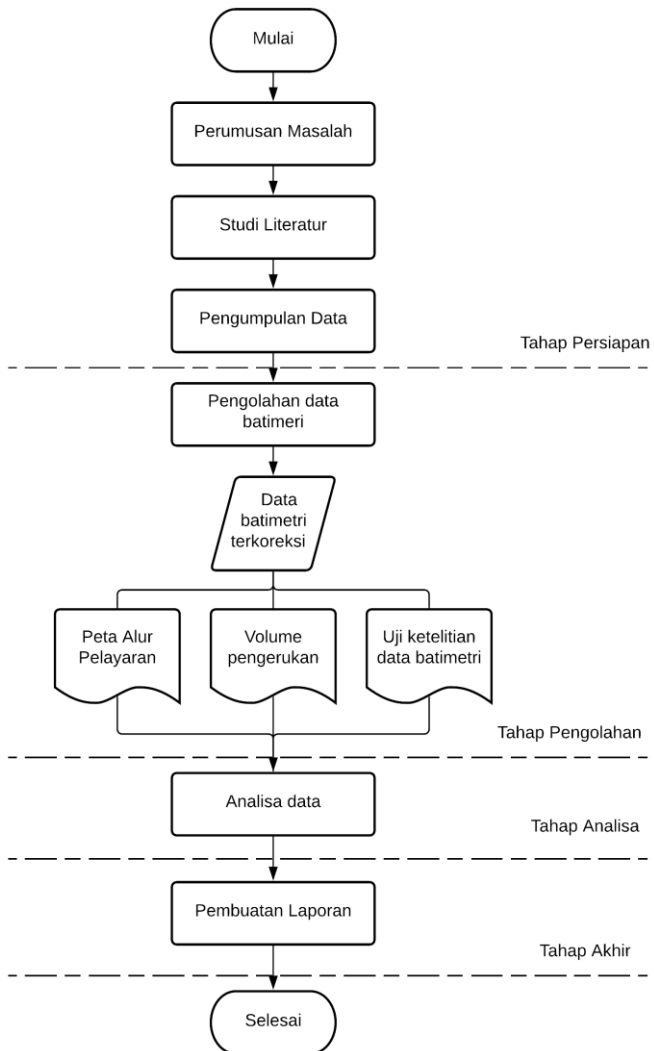 Mulai
Perumusan Masalah
Studi Literatur
Pengumpulan Data
Tahap Persiapan
Pengolahan data
batimeri
Data
batimetri
terkoreksi
Peta Alur
Pelayaran
Volume
pengerukan
Uji ketelitian
data batimetri
Tahap Pengolahan
Analisa data
Tahap Analisa
Pembuatan Laporan
Tahap Akhir
Selesai